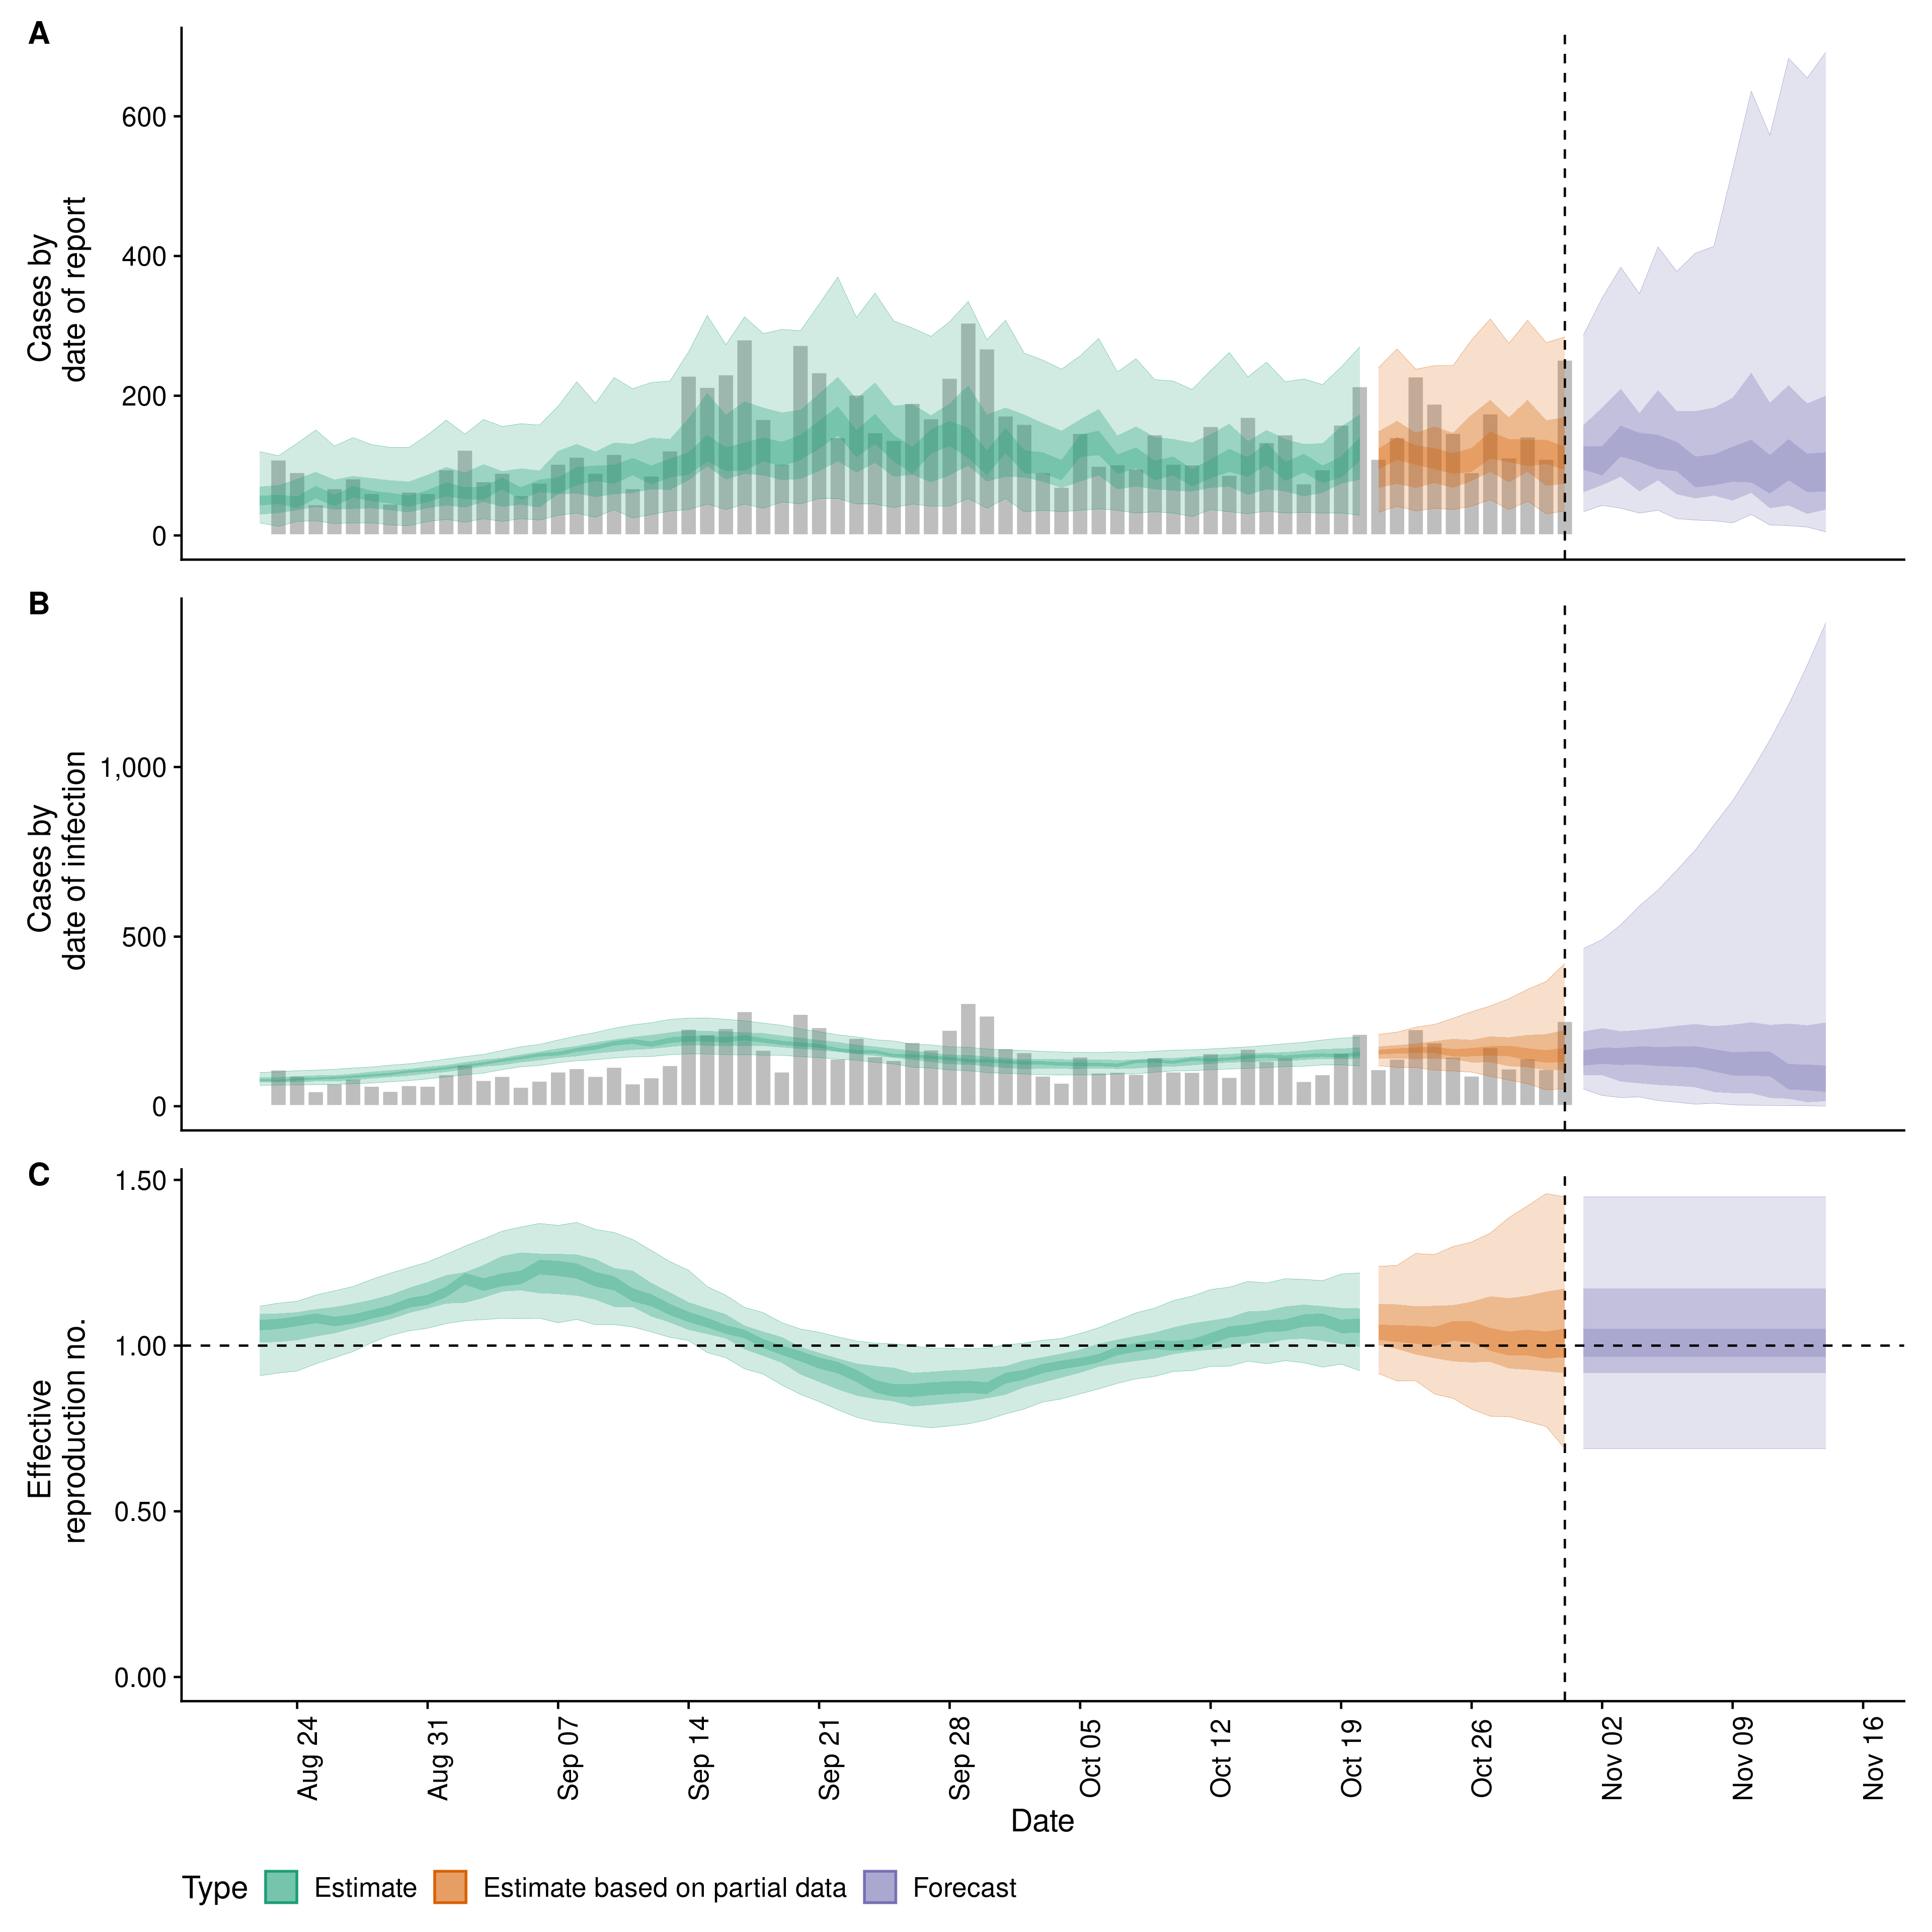 A
Cases by
date of report
600
400
200
0
B
Cases by
date of infection
1,000
500
0
C
Effective
reproduction no.
1.50
1.00
0.50
0.00
Aug 24
Aug 31
Sep 07
Sep 14
Sep 21
Sep 28
Oct 05
Oct 12
Oct 19
Oct 26
Nov 02
Nov 09
Nov 16
Date
Type Estimate Estimate based on partial data Forecast